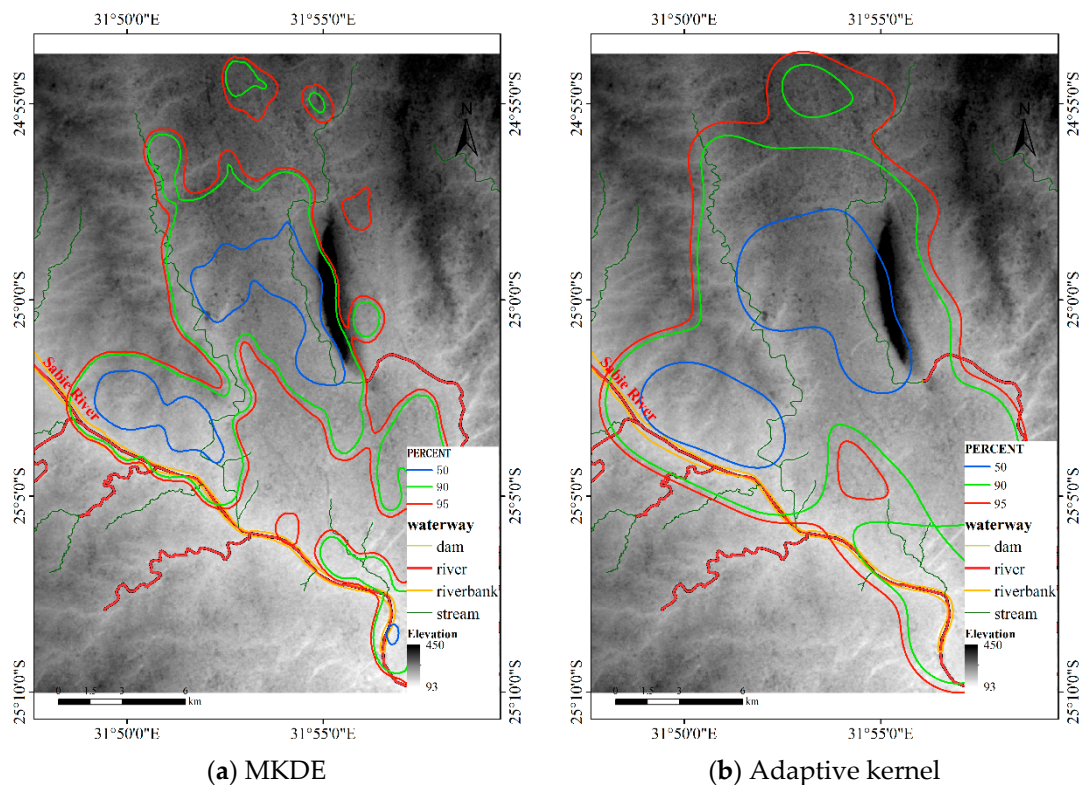 31°50'0"E 31°55'0"E
31°50'0"E 31°55'0"E
24°55'0"S
24°55'0"S
24°55'0"S
24°55'0"S
25°0'0"S
25°0'0"S
25°0'0"S
25°0'0"S
Sabie River
Sabie River
25°5'0"S
25°5'0"S
25°5'0"S
25°5'0"S
PERCENT
50
90
95
waterway
dam
river
riverbank
stream
Elevation
450
93
PERCENT
50
90
95
waterway
dam
river
riverbank
stream
Elevation
450
93
25°10'0"S
25°10'0"S
25°10'0"S
25°10'0"S
0 1.5 3 6
km
0 1.5 3 6
km
31°50'0"E 31°55'0"E
31°50'0"E 31°55'0"E
(a) MKDE
(b) Adaptive kernel